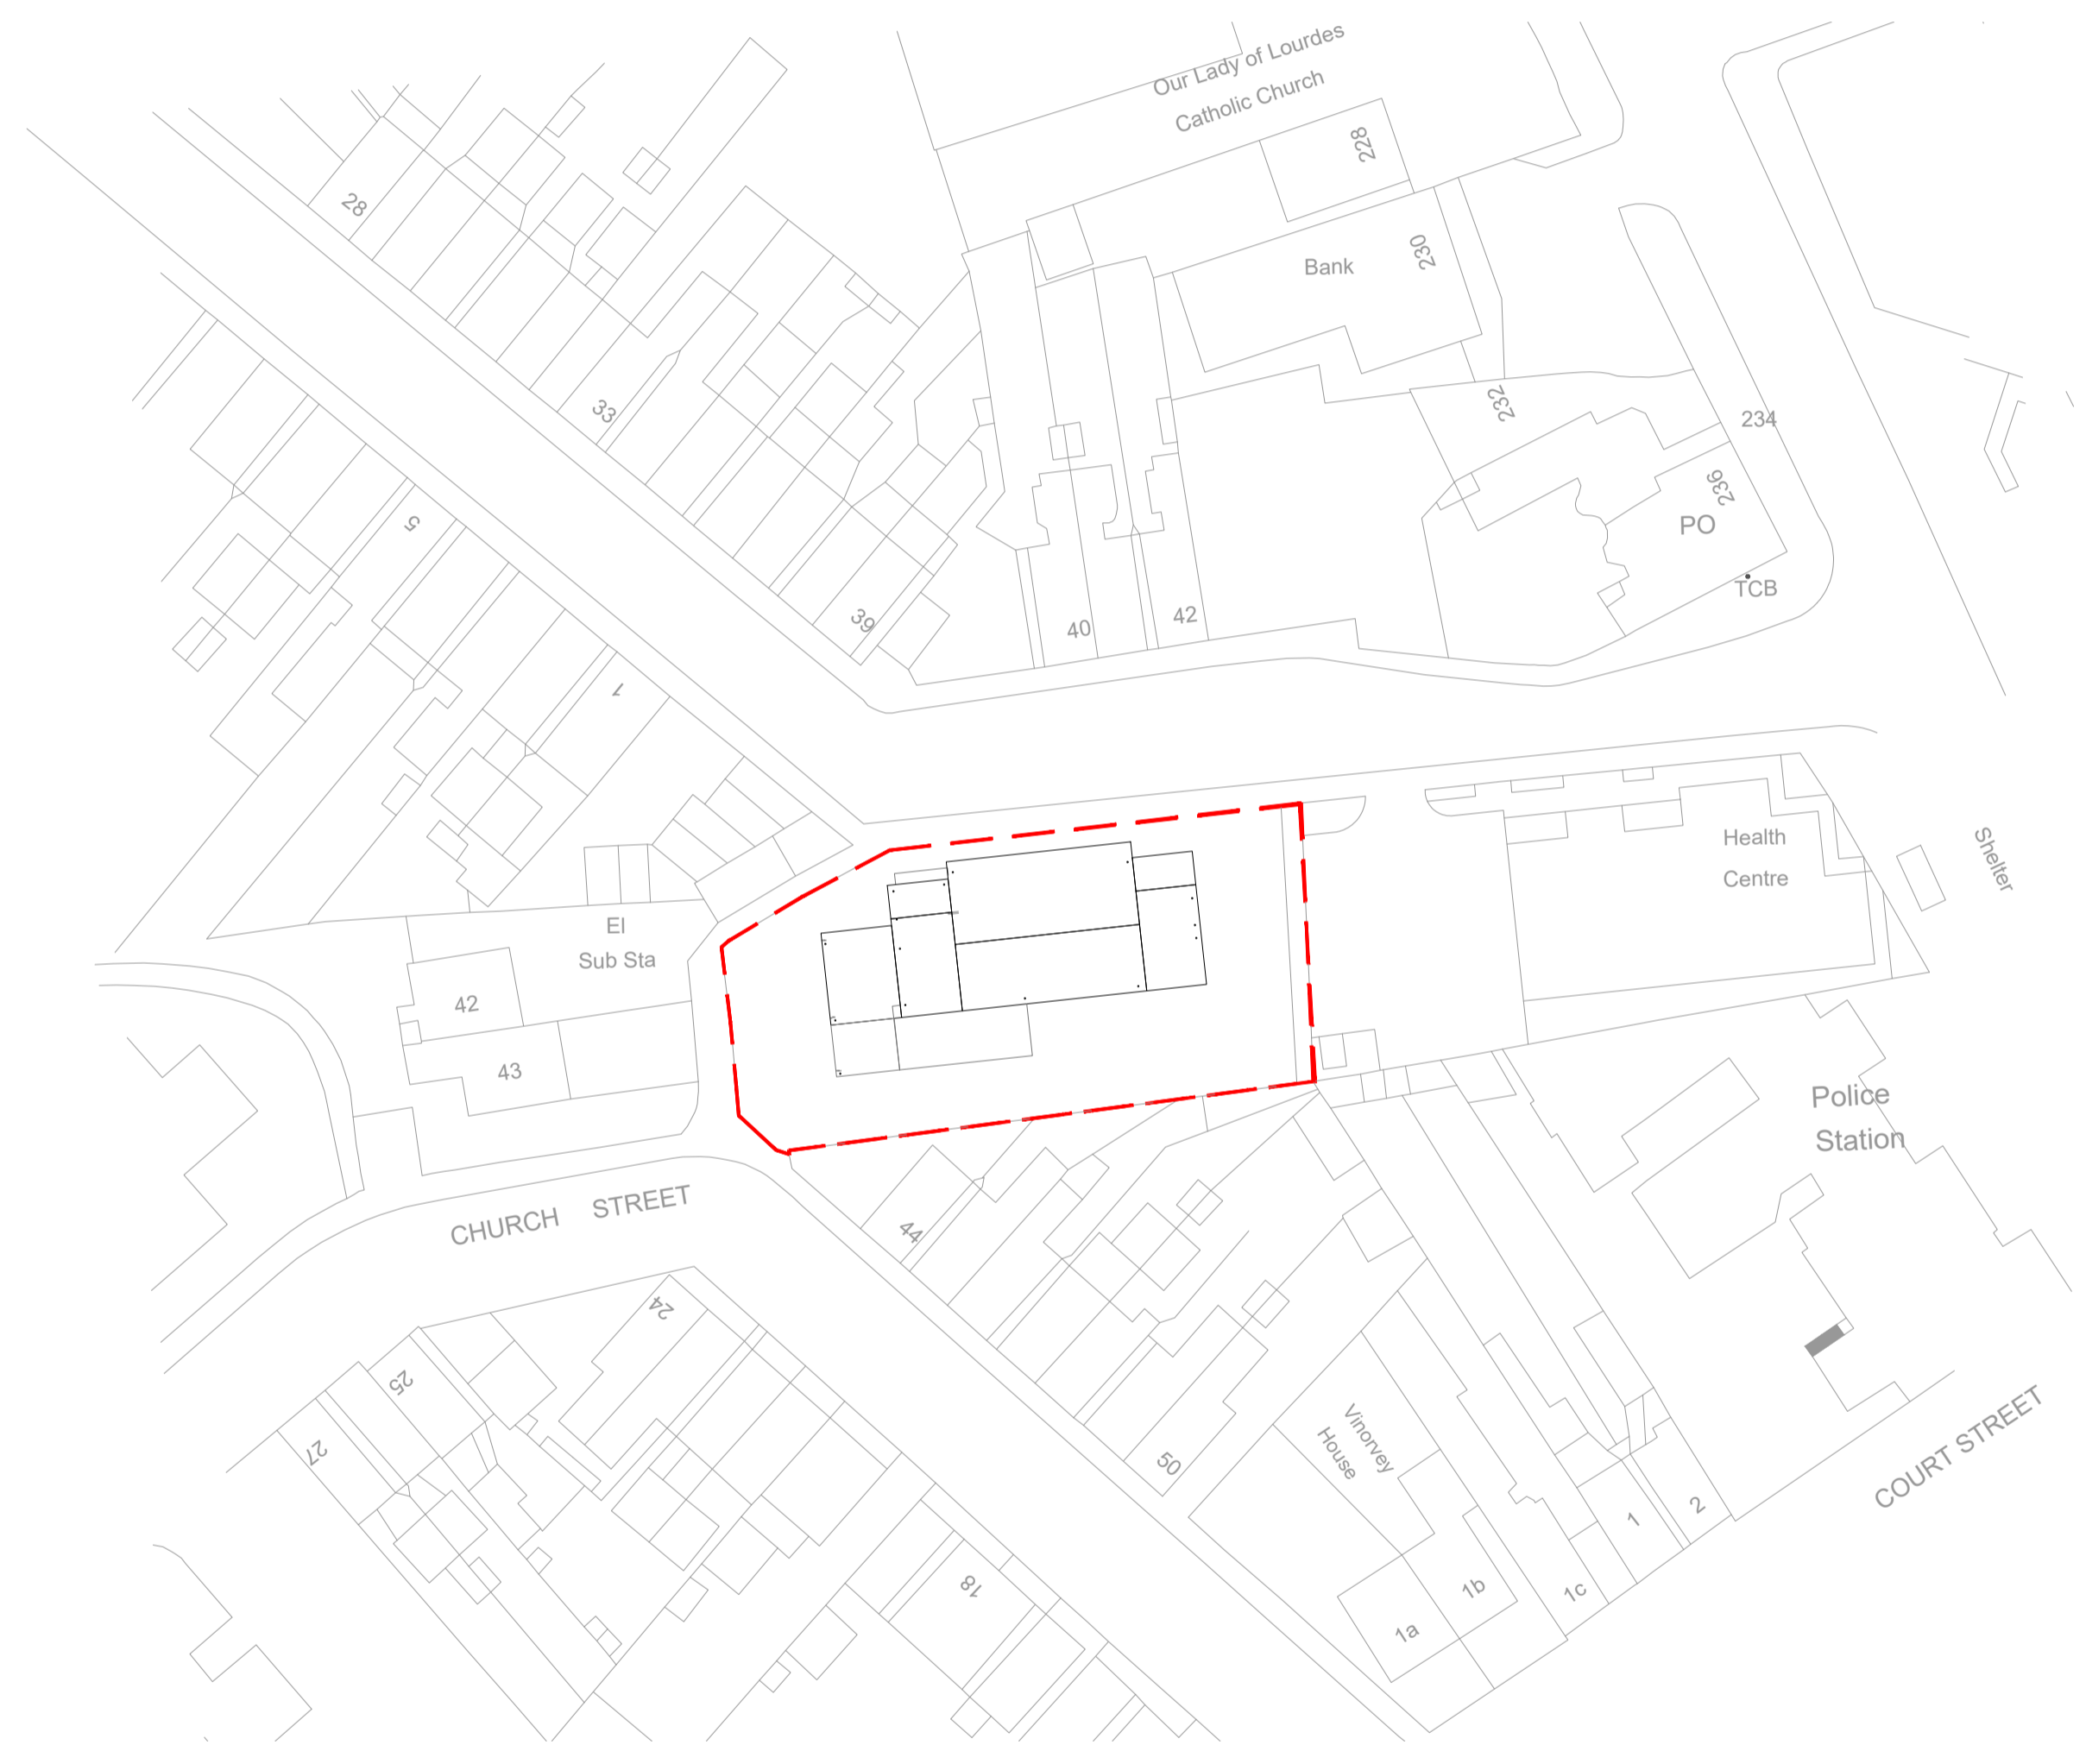 Our Lady of Lourdes
Catholic Church
228
28
230
Bank
33
232
234
236
5
PO
TCB
39
40
42
1
Health
Centre
Shelter
El
Sub Sta
42
43
Police
Station
CHURCH STREET
44
24
25
27
Vinorvey
House
50
COURT STREET
1
2
18
1b
1c
1a